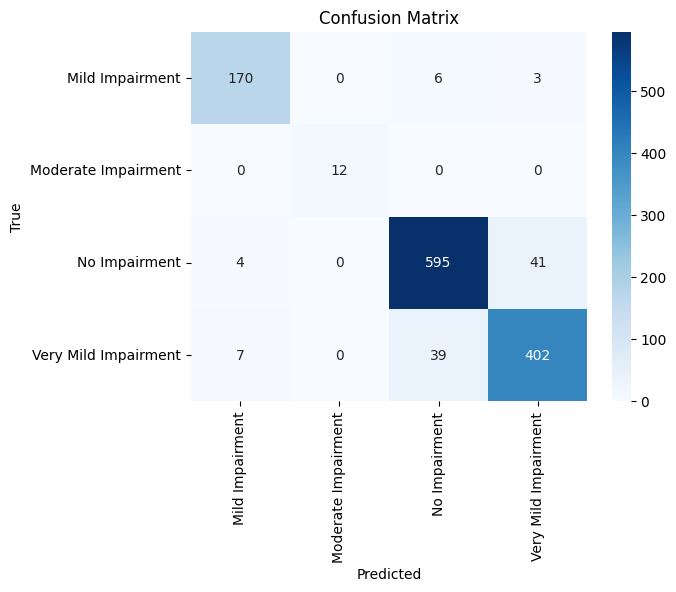 Confusion Matrix
Mild Impairment 170 0 6 3
Moderate Impairment 0 12 0 0
No Impairment 4 0 595 41
Very Mild Impairment 7 0 39 402
True
Mild Impairment
Moderate Impairment
No Impairment
Very Mild Impairment
Predicted
500
400
300
200
100
0